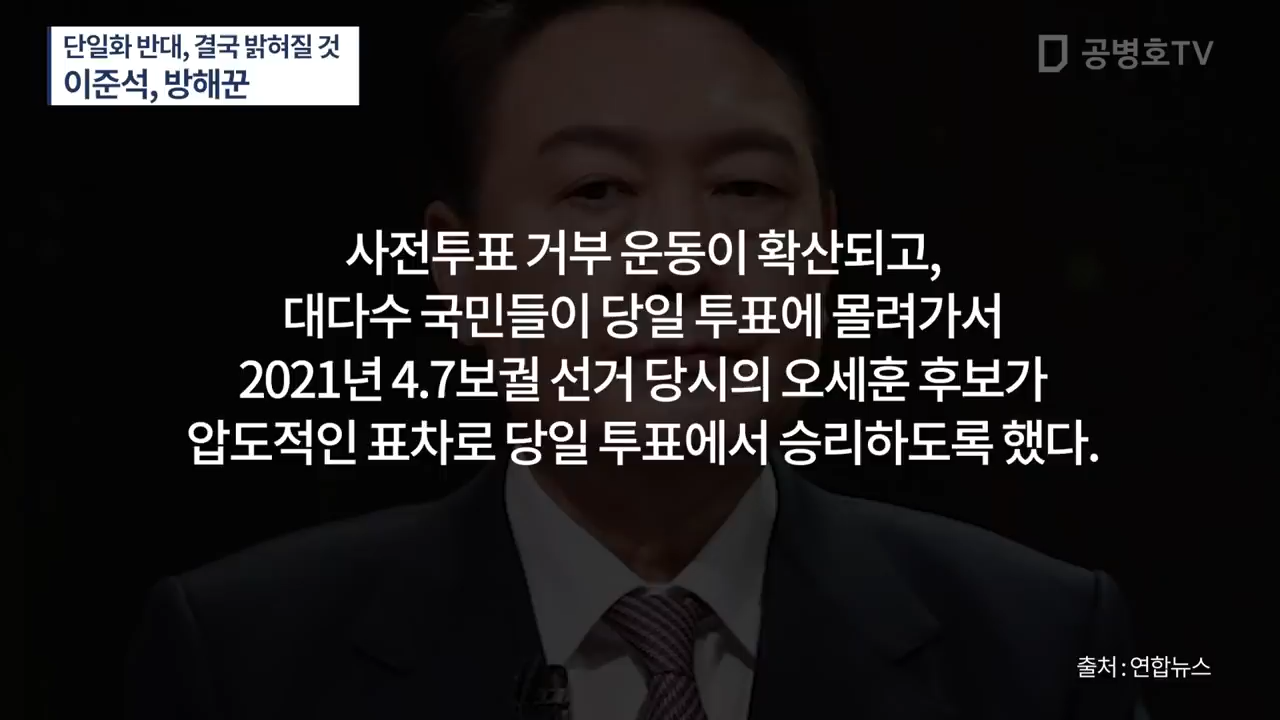 단일화 반대, 결국 밝혀질 것
이준석, 방해꾼
공병호TV
사전투표 거부 운동이 확산되고,
대다수 국민들이 당일 투표에 몰려가서
2021년 4.7보궐 선거 당시의 오세훈 후보가
압도적인 표차로 당일 투표에서 승리하도록 했다.
출처 : 연합뉴스